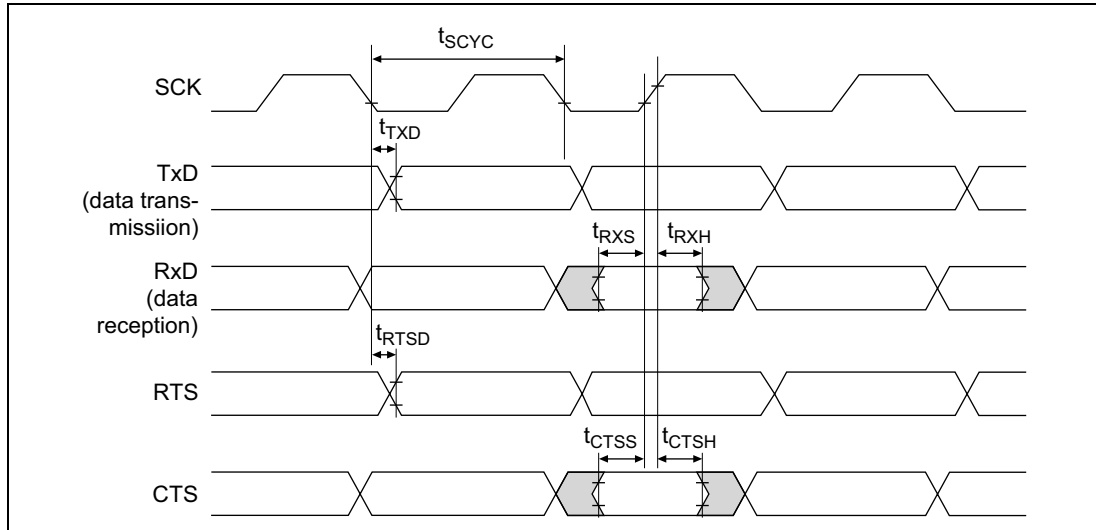 tSCYC
SCK
tTXD
TxD
(data trans-
missiion)
tRXS
tRXH
RxD
(data
reception)
tRTSD
RTS
tCTSS
tCTSH
CTS